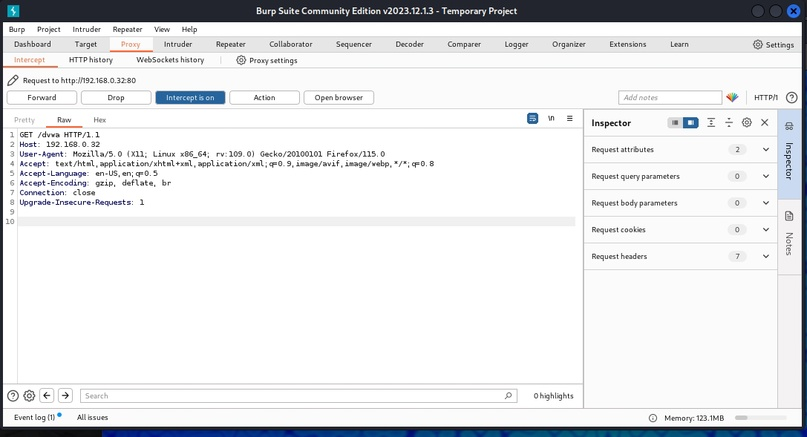 Burp Suite Community Edition v2023.12.1.3 - Temporary Project
Burp Project Intruder Repeater View Help
Dashboard Target Proxy Intruder Repeater Collaborator Sequencer Decoder Comparer Logger Organizer Extensions Learn Settings
Intercept HTTP history WebSockets history Proxy settings
Request to http://192.168.0.32:80
Forward Drop Intercept is on Action Open browser Add notes HTTP/1
Pretty Raw Hex \n
Inspector
1 GET /dvwa HTTP/1.1
2 Host: 192.168.0.32
3 User-Agent: Mozilla/5.0 (X11; Linux x86_64; rv:109.0) Gecko/20100101 Firefox/115.0
4 Accept: text/html,application/xhtml+xml,application/xml;q=0.9,image/avif,image/webp,*/*;q=0.8
5 Accept-Language: en-US,en;q=0.5
6 Accept-Encoding: gzip, deflate, br
7 Connection: close
8 Upgrade-Insecure-Requests: 1
9
10
Request attributes 2
Request query parameters 0
Request body parameters 0
Request cookies 0
Request headers 7
Inspector
Notes
Search 0 highlights
Event log (1) All issues Memory: 123.1MB